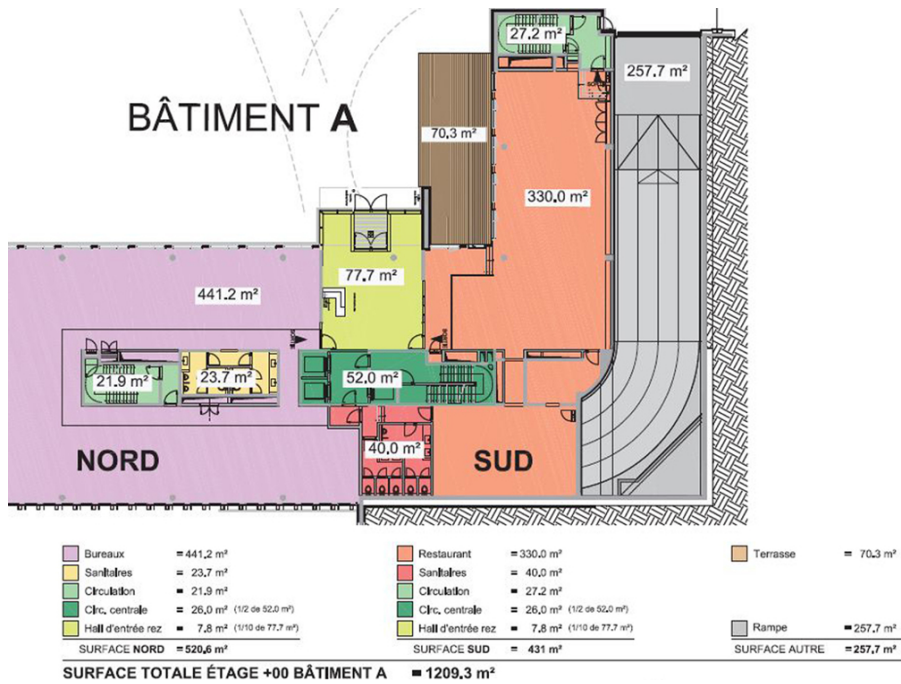 27.2 m²
257.7 m²
BÂTIMENT A
70.3 m²
330.0 m²
77.7 m²
441.2 m²
21.9 m²
23.7 m²
52.0 m²
40.0 m²
NORD
SUD
Bureaux = 441.2 m²
Sanitaires = 23.7 m²
Circulation = 21.9 m²
Circ. centrale = 26.0 m² (1/2 de 52.0 m²)
Hall d'entrée rez = 7.8 m² (1/10 de 77.7 m²)
SURFACE NORD = 520.6 m²
Restaurant = 330.0 m²
Sanitaires = 40.0 m²
Circulation = 27.2 m²
Circ. centrale = 26.0 m² (1/2 de 52.0 m²)
Hall d'entrée rez = 7.8 m² (1/10 de 77.7 m²)
SURFACE SUD = 431 m²
Terrasse = 70.3 m²
Rampe = 257.7 m²
SURFACE AUTRE = 257.7 m²
SURFACE TOTALE ÉTAGE +00 BÂTIMENT A = 1209.3 m²